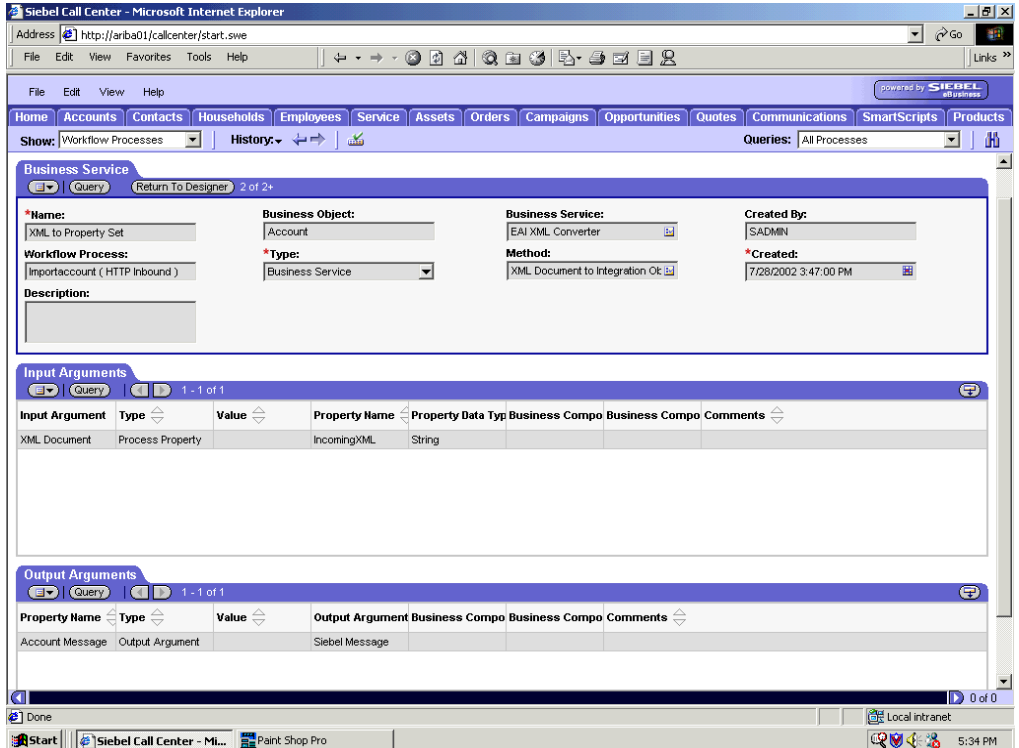 Siebel Call Center - Microsoft Internet Explorer
Address http://ariba01/callcenter/start.swe Go
File Edit View Favorites Tools Help Links »
File Edit View Help powered by SIEBEL eBusiness
Home Accounts Contacts Households Employees Service Assets Orders Campaigns Opportunities Quotes Communications SmartScripts Products
Show: Workflow Processes History: Queries: All Processes
Business Service
Query Return To Designer 2 of 2+
*Name: Business Object: Business Service: Created By:
XML to Property Set Account EAI XML Converter SADMIN
Workflow Process: *Type: Method: *Created:
Importaccount ( HTTP Inbound ) Business Service XML Document to Integration Ob 7/28/2002 3:47:00 PM
Description:
Input Arguments
Query 1 - 1 of 1
Input Argument Type Value Property Name Property Data Typ Business Compo Business Compo Comments
XML Document Process Property IncomingXML String
Output Arguments
Query 1 - 1 of 1
Property Name Type Value Output Argument Business Compo Business Compo Comments
Account Message Output Argument Siebel Message
0 of 0
Done Local intranet
Start Siebel Call Center - Mi... Paint Shop Pro 5:34 PM